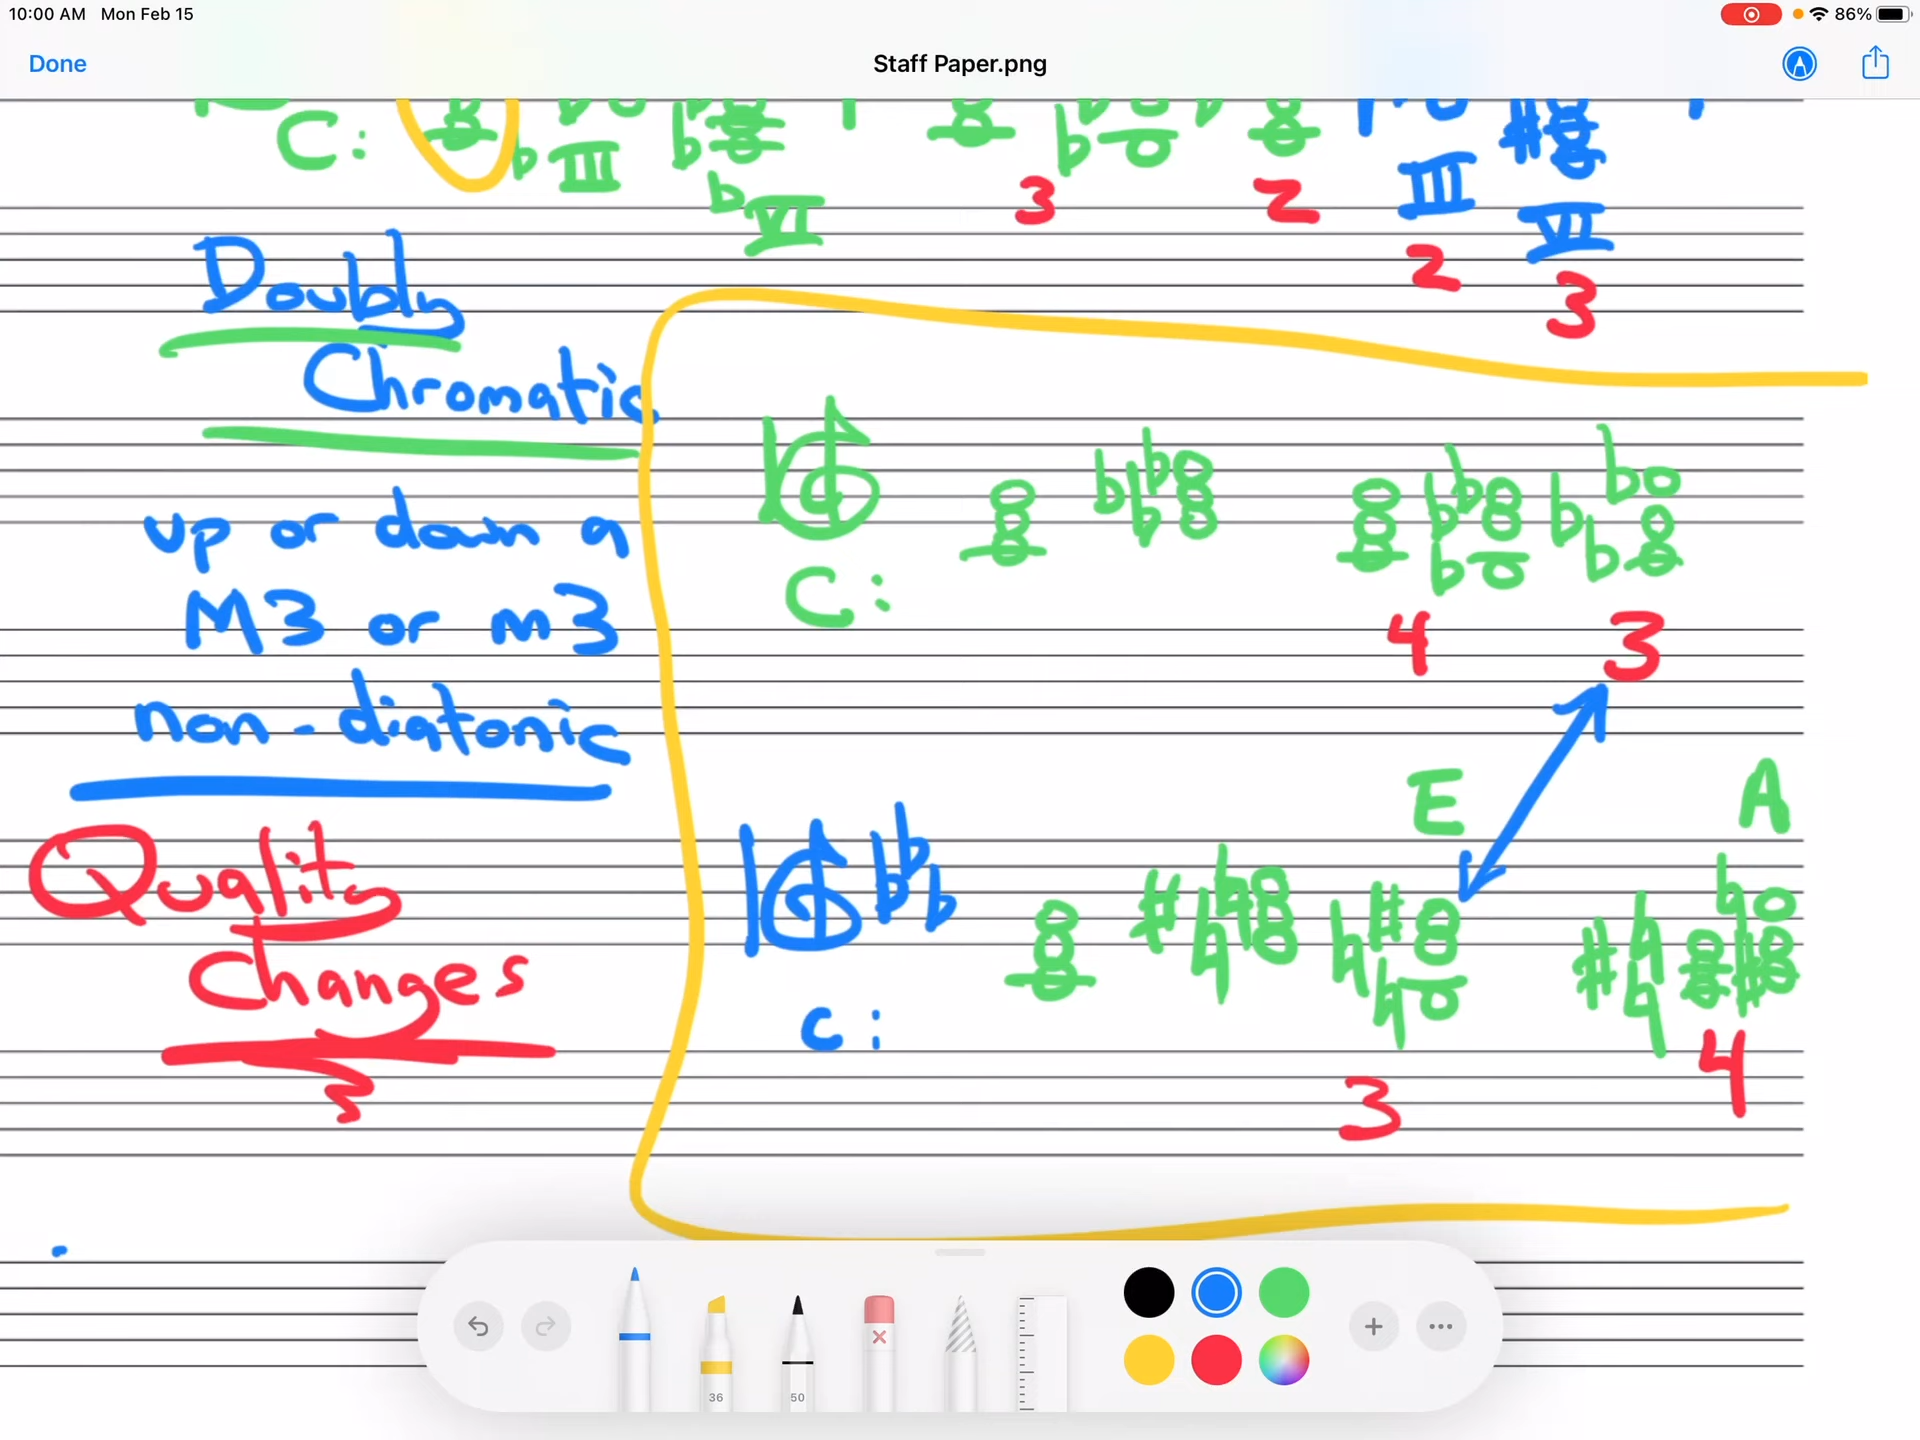 10:00 AM Mon Feb 15
86%
Done
Staff Paper.png
C:
b III
b VI
3
2
III
VI
2
3
Doubly
Chromatic
up or down a
M3 or m3
non-diatonic
Quality
Changes
C:
4
3
E
A
c:
3
4
36
50